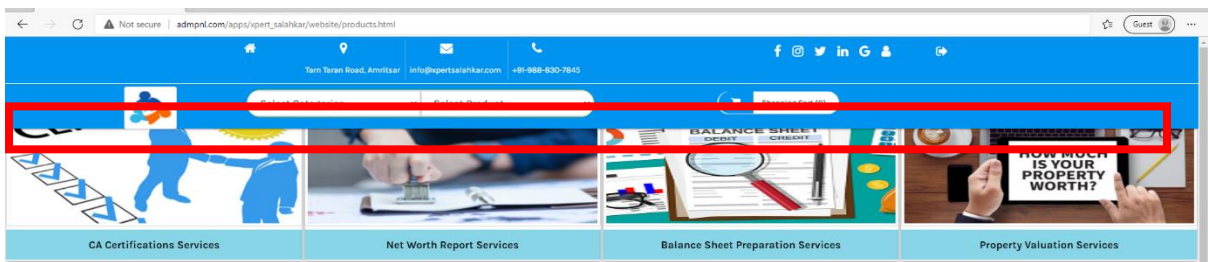 Not secure | admpnl.com/apps/xpert_salahkar/website/products.html
Guest
Tarn Taran Road, Amritsar info@xpertsalahkar.com +91-988-830-7845
BALANCE SHEET
DEBIT CREDIT
HOW MUCH
IS YOUR
PROPERTY
WORTH?
CA Certifications Services
Net Worth Report Services
Balance Sheet Preparation Services
Property Valuation Services